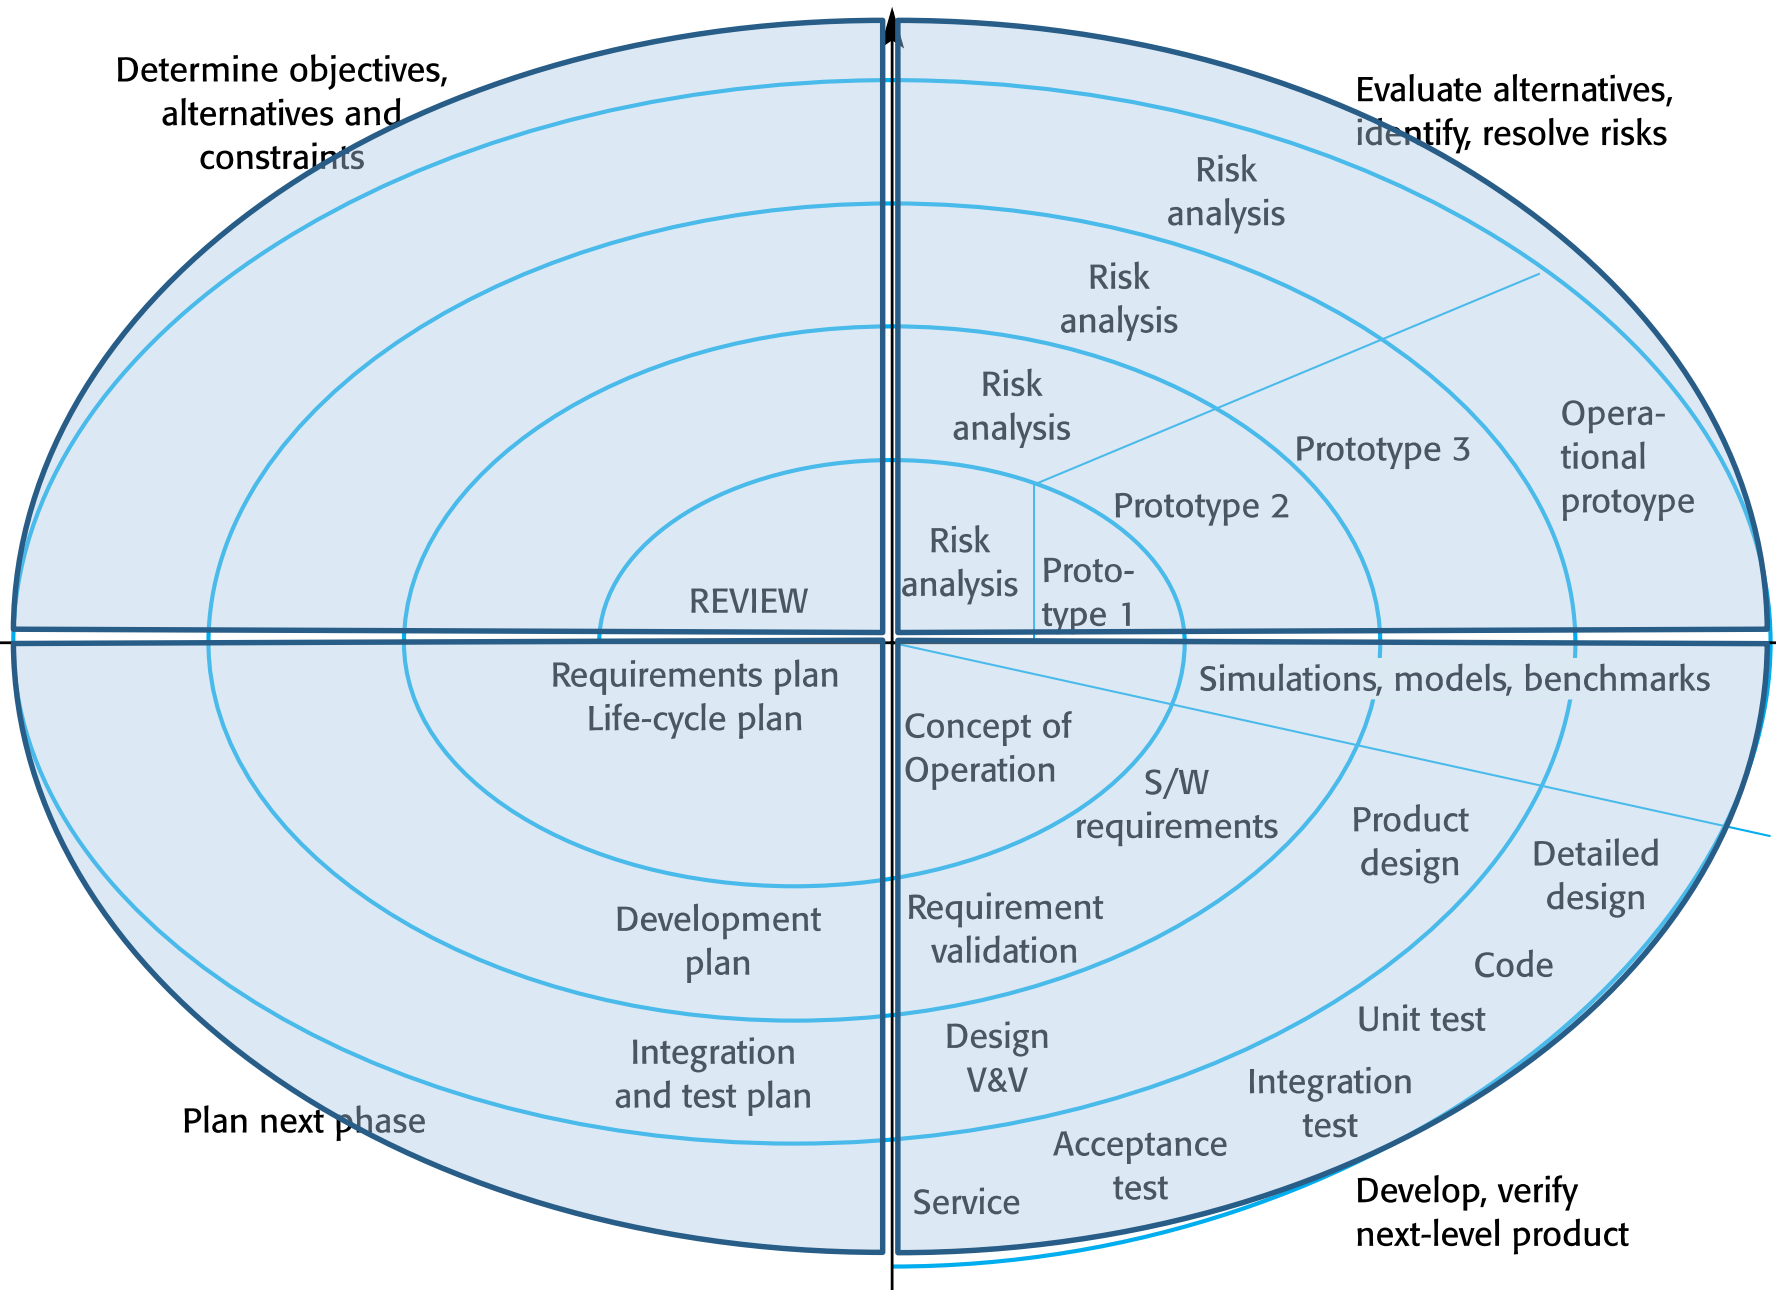 Determine objectives,
alternatives and
constraints
Evaluate alternatives,
identify, resolve risks
Risk
analysis
Risk
analysis
Risk
analysis
Risk
analysis
Proto-
type 1
Prototype 2
Prototype 3
Opera-
tional
protoype
REVIEW
Requirements plan
Life-cycle plan
Development
plan
Integration
and test plan
Plan next phase
Simulations, models, benchmarks
Concept of
Operation
S/W
requirements
Product
design
Detailed
design
Requirement
validation
Code
Unit test
Design
V&V
Integration
test
Acceptance
test
Service
Develop, verify
next-level product